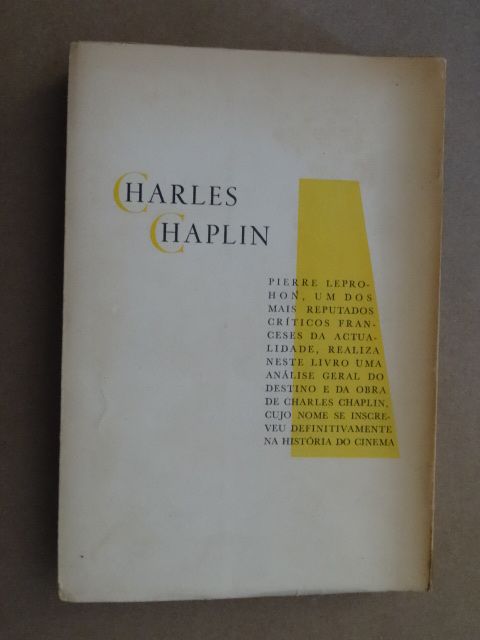 CHARLES
CHAPLIN
PIERRE LEPRO-
HON, UM DOS
MAIS REPUTADOS
CRÍTICOS FRAN-
CESES DA ACTUA-
LIDADE, REALIZA
NESTE LIVRO UMA
ANÁLISE GERAL DO
DESTINO E DA OBRA
DE CHARLES CHAPLIN,
CUJO NOME SE INSCRE-
VEU DEFINITIVAMENTE
NA HISTÓRIA DO CINEMA